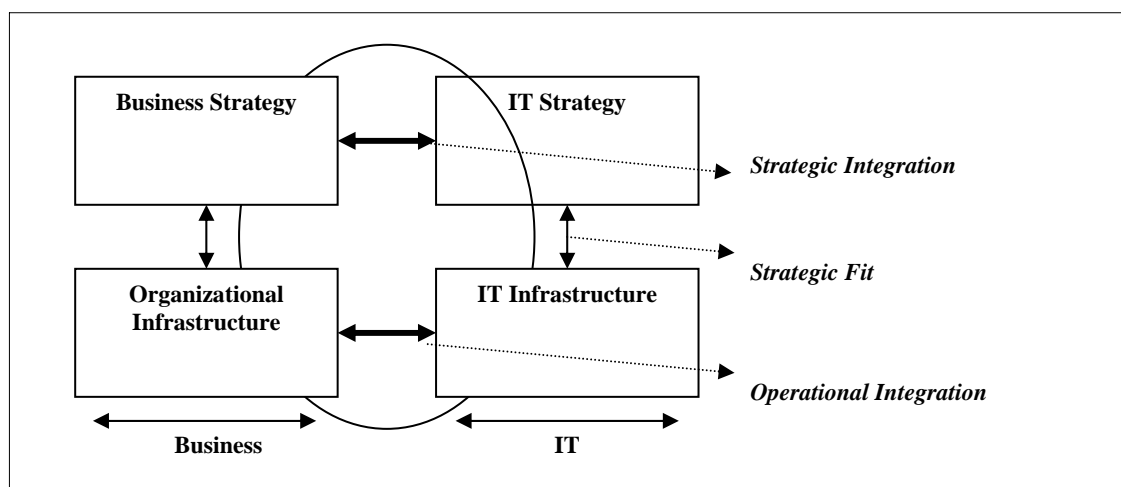 Business Strategy
IT Strategy
Strategic Integration
Strategic Fit
Organizational
Infrastructure
IT Infrastructure
Operational Integration
Business
IT